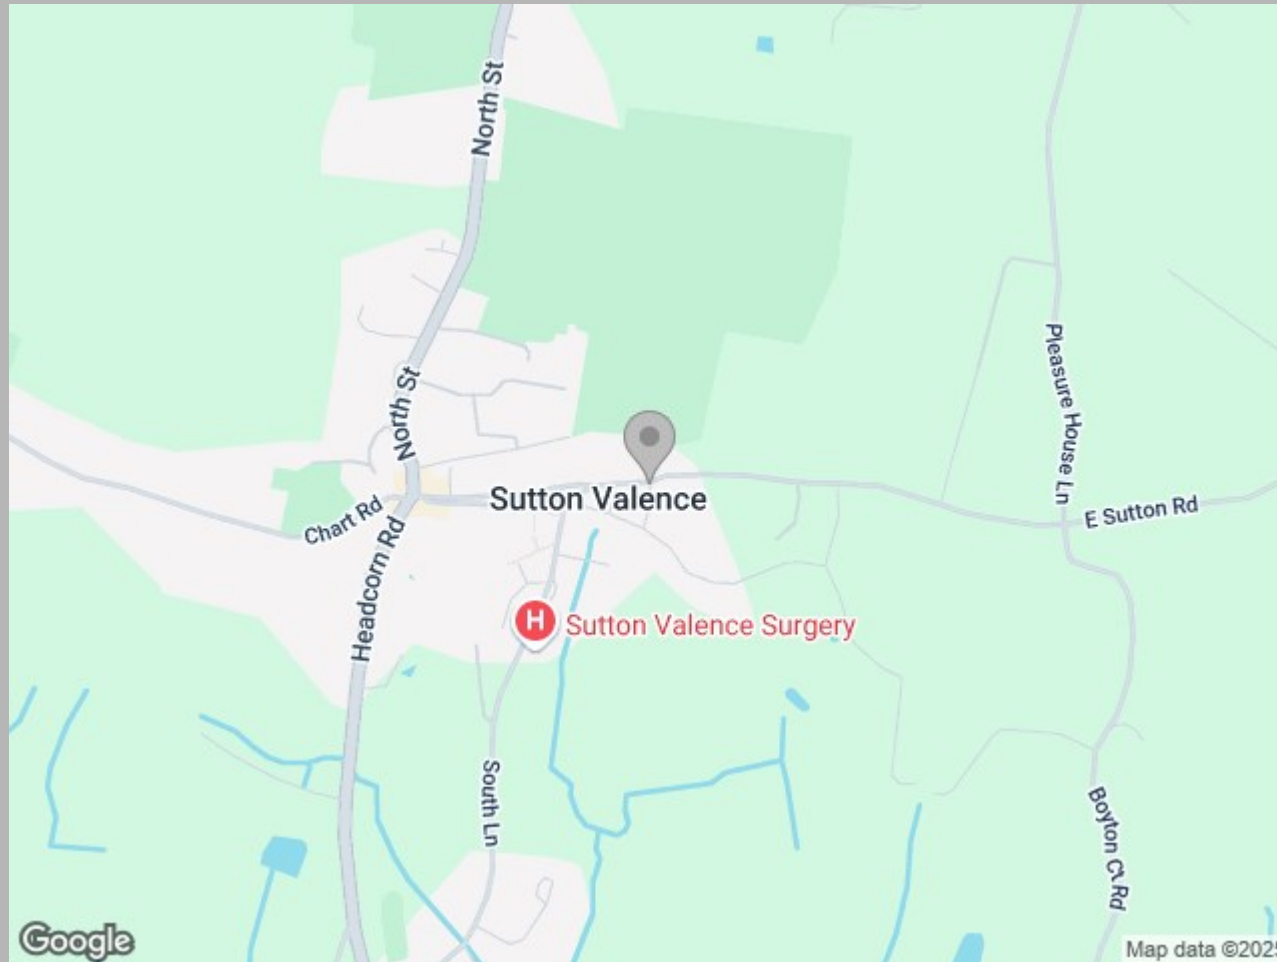 North St
North St
Pleasure House Ln
Sutton Valence
E Sutton Rd
Chart Rd
Headcorn Rd
H
Sutton Valence Surgery
South Ln
Boyton Ct Rd
Google
Map data ©2025